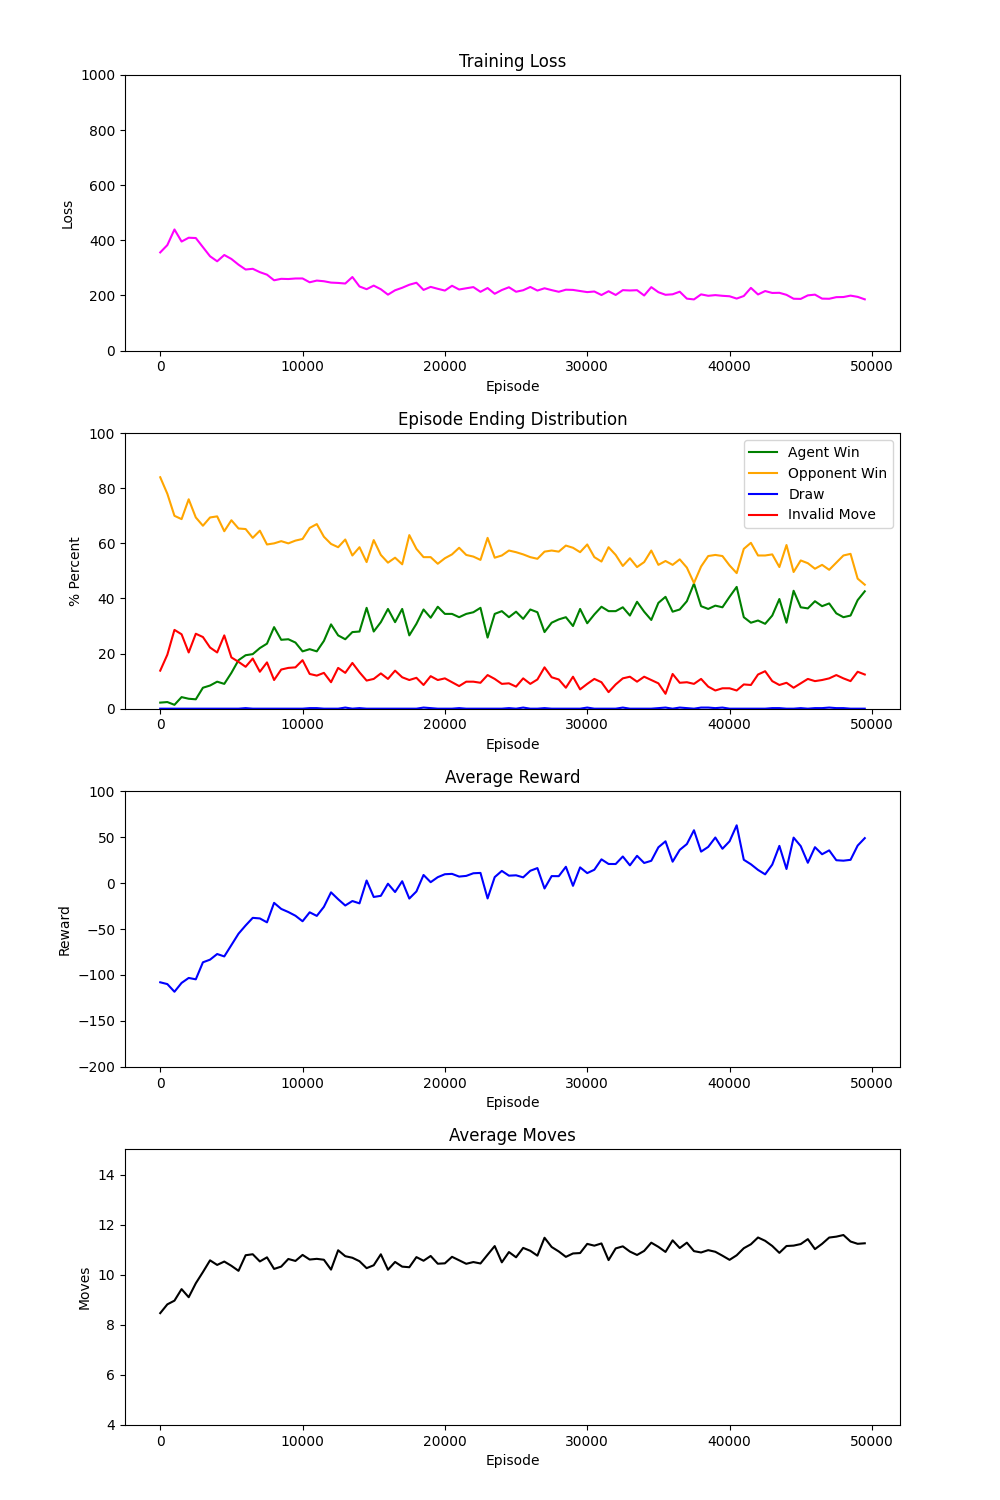 Training Loss
1000
800
600
400
200
0
Loss
0 10000 20000 30000 40000 50000
Episode
Episode Ending Distribution
100
80
60
40
20
0
% Percent
Agent Win
Opponent Win
Draw
Invalid Move
0 10000 20000 30000 40000 50000
Episode
Average Reward
100
50
0
−50
−100
−150
−200
Reward
0 10000 20000 30000 40000 50000
Episode
Average Moves
14
12
10
8
6
4
Moves
0 10000 20000 30000 40000 50000
Episode